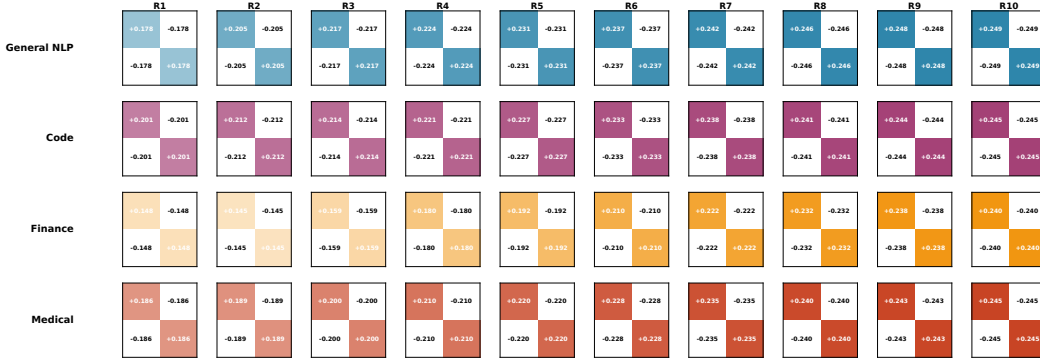 R1 R2 R3 R4 R5 R6 R7 R8 R9 R10
+0.178 -0.178 +0.205 -0.205 +0.217 -0.217 +0.224 -0.224 +0.231 -0.231 +0.237 -0.237 +0.242 -0.242 +0.246 -0.246 +0.248 -0.248 +0.249 -0.249
General NLP
-0.178 +0.178 -0.205 +0.205 -0.217 +0.217 -0.224 +0.224 -0.231 +0.231 -0.237 +0.237 -0.242 +0.242 -0.246 +0.246 -0.248 +0.248 -0.249 +0.249
+0.201 -0.201 +0.212 -0.212 +0.214 -0.214 +0.221 -0.221 +0.227 -0.227 +0.233 -0.233 +0.238 -0.238 +0.241 -0.241 +0.244 -0.244 +0.245 -0.245
Code
-0.201 +0.201 -0.212 +0.212 -0.214 +0.214 -0.221 +0.221 -0.227 +0.227 -0.233 +0.233 -0.238 +0.238 -0.241 +0.241 -0.244 +0.244 -0.245 +0.245
+0.148 -0.148 +0.145 -0.145 +0.159 -0.159 +0.180 -0.180 +0.192 -0.192 +0.210 -0.210 +0.222 -0.222 +0.232 -0.232 +0.238 -0.238 +0.240 -0.240
Finance
-0.148 +0.148 -0.145 +0.145 -0.159 +0.159 -0.180 +0.180 -0.192 +0.192 -0.210 +0.210 -0.222 +0.222 -0.232 +0.232 -0.238 +0.238 -0.240 +0.240
+0.186 -0.186 +0.189 -0.189 +0.200 -0.200 +0.210 -0.210 +0.220 -0.220 +0.228 -0.228 +0.235 -0.235 +0.240 -0.240 +0.243 -0.243 +0.245 -0.245
Medical
-0.186 +0.186 -0.189 +0.189 -0.200 +0.200 -0.210 +0.210 -0.220 +0.220 -0.228 +0.228 -0.235 +0.235 -0.240 +0.240 -0.243 +0.243 -0.245 +0.245